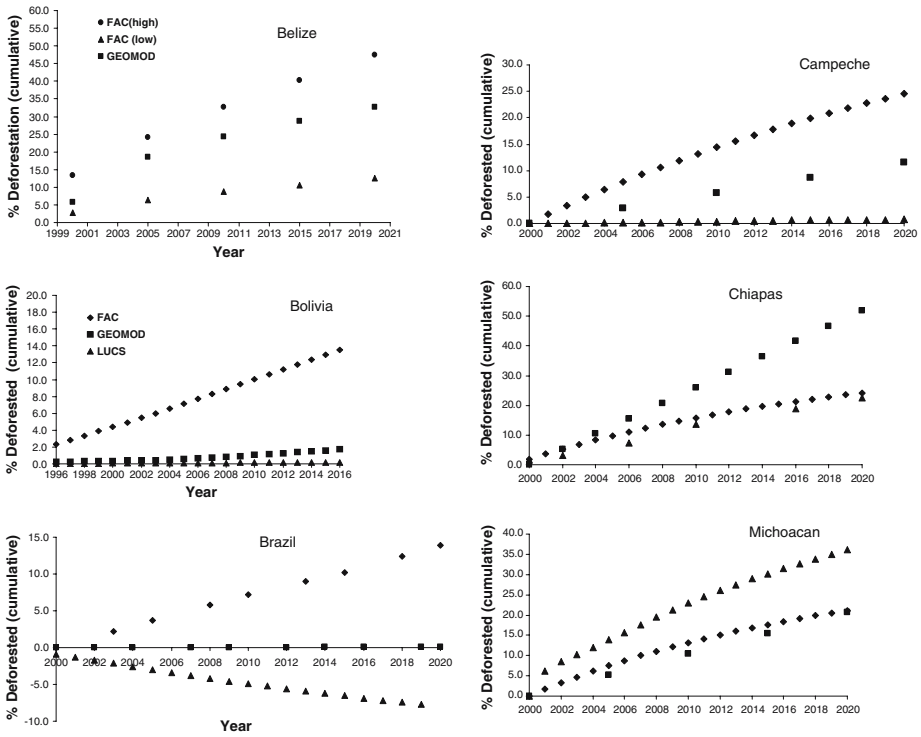 Belize
● FAC(high)
▲ FAC (low)
■ GEOMOD
% Deforestation (cumulative)
60.0
55.0
50.0
45.0
40.0
35.0
30.0
25.0
20.0
15.0
10.0
5.0
0.0
1999 2001 2003 2005 2007 2009 2011 2013 2015 2017 2019 2021
Year
Campeche
% Deforested (cumulative)
30.0
25.0
20.0
15.0
10.0
5.0
0.0
2000 2002 2004 2006 2008 2010 2012 2014 2016 2018 2020
Bolivia
◆ FAC
■ GEOMOD
▲ LUCS
% Deforested (cumulative)
20.0
18.0
16.0
14.0
12.0
10.0
8.0
6.0
4.0
2.0
0.0
1996 1998 2000 2002 2004 2006 2008 2010 2012 2014 2016
Year
Chiapas
% Deforested (cumulative)
60.0
50.0
40.0
30.0
20.0
10.0
0.0
2000 2002 2004 2006 2008 2010 2012 2014 2016 2018 2020
Brazil
% Deforested (cumulative)
15.0
10.0
5.0
0.0
-5.0
-10.0
2000 2002 2004 2006 2008 2010 2012 2014 2016 2018 2020
Year
Michoacan
% Deforested (cumulative)
40.0
35.0
30.0
25.0
20.0
15.0
10.0
5.0
0.0
2000 2002 2004 2006 2008 2010 2012 2014 2016 2018 2020